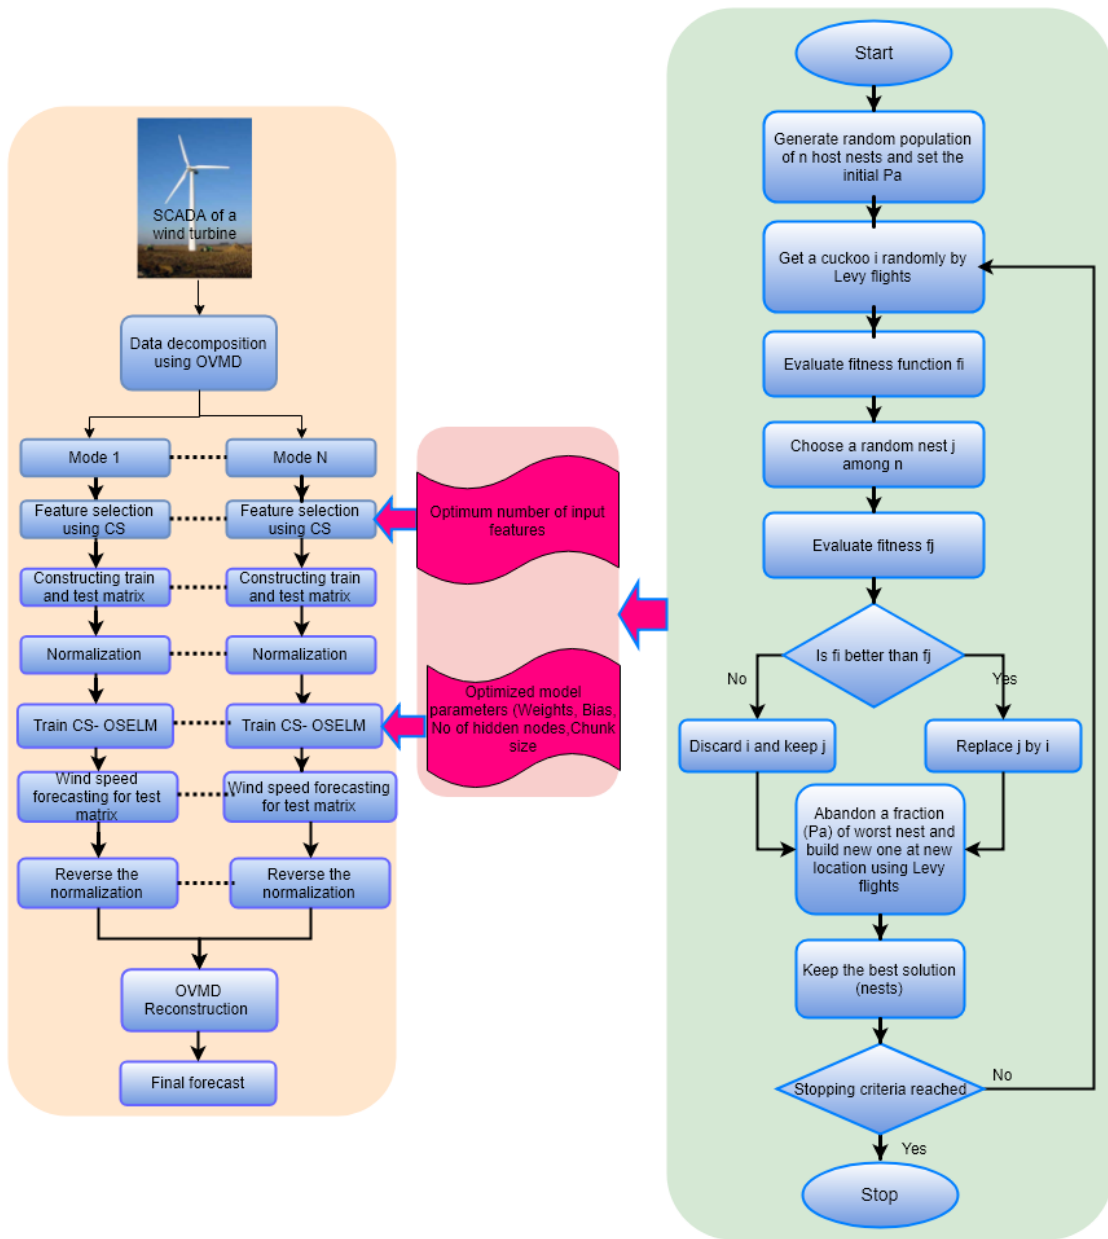 SCADA of a
wind turbine
Data decomposition
using OVMD
Mode 1
Mode N
Feature selection
using CS
Feature selection
using CS
Constructing train
and test matrix
Constructing train
and test matrix
Normalization
Normalization
Train CS- OSELM
Train CS- OSELM
Wind speed
forecasting for test
matrix
Wind speed forecasting
for test matrix
Reverse the
normalization
Reverse the
normalization
OVMD
Reconstruction
Final forecast
Optimum number of input
features
Optimized model
parameters (Weights, Bias,
No of hidden nodes,Chunk
size
Start
Generate random population
of n host nests and set the
initial Pa
Get a cuckoo i randomly by
Levy flights
Evaluate fitness function fi
Choose a random nest j
among n
Evaluate fitness fj
Is fi better than fj
No
Yes
Discard i and keep j
Replace j by i
Abandon a fraction
(Pa) of worst nest and
build new one at new
location using Levy
flights
Keep the best solution
(nests)
Stopping criteria reached
No
Yes
Stop